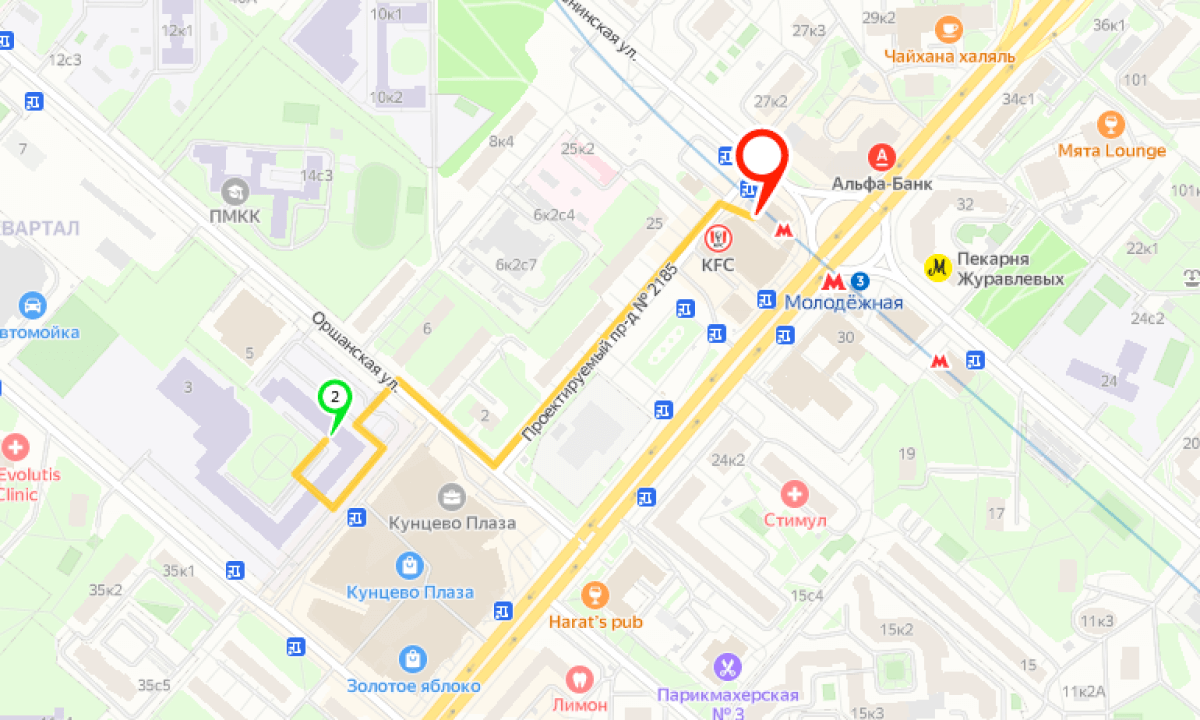 12к1
10к1
12с3
10к2
7
14с3
ПМКК
КВАРТАЛ
8к4
25к2
6к2с4
6к2с7
25
нинская ул.
27к3
27к2
29к2
Чайхана халяль
36к1
101
34с1
Мята Lounge
А
Альфа-Банк
32
101к
22к1
KFC
3
Молодёжная
Пекарня
Журавлевых
24с2
30
24
втомойка
5
3
Оршанская ул.
6
2
2
Проектируемый пр-д № 2185
Evolutis
Clinic
Кунцево Плаза
Кунцево Плаза
Золотое яблоко
24к2
Стимул
19
17
20
35к2
35к1
35с5
Harat's pub
Лимон
15с4
15к2
11к3
15
11к2А
Парикмахерская
№ 3
15к3